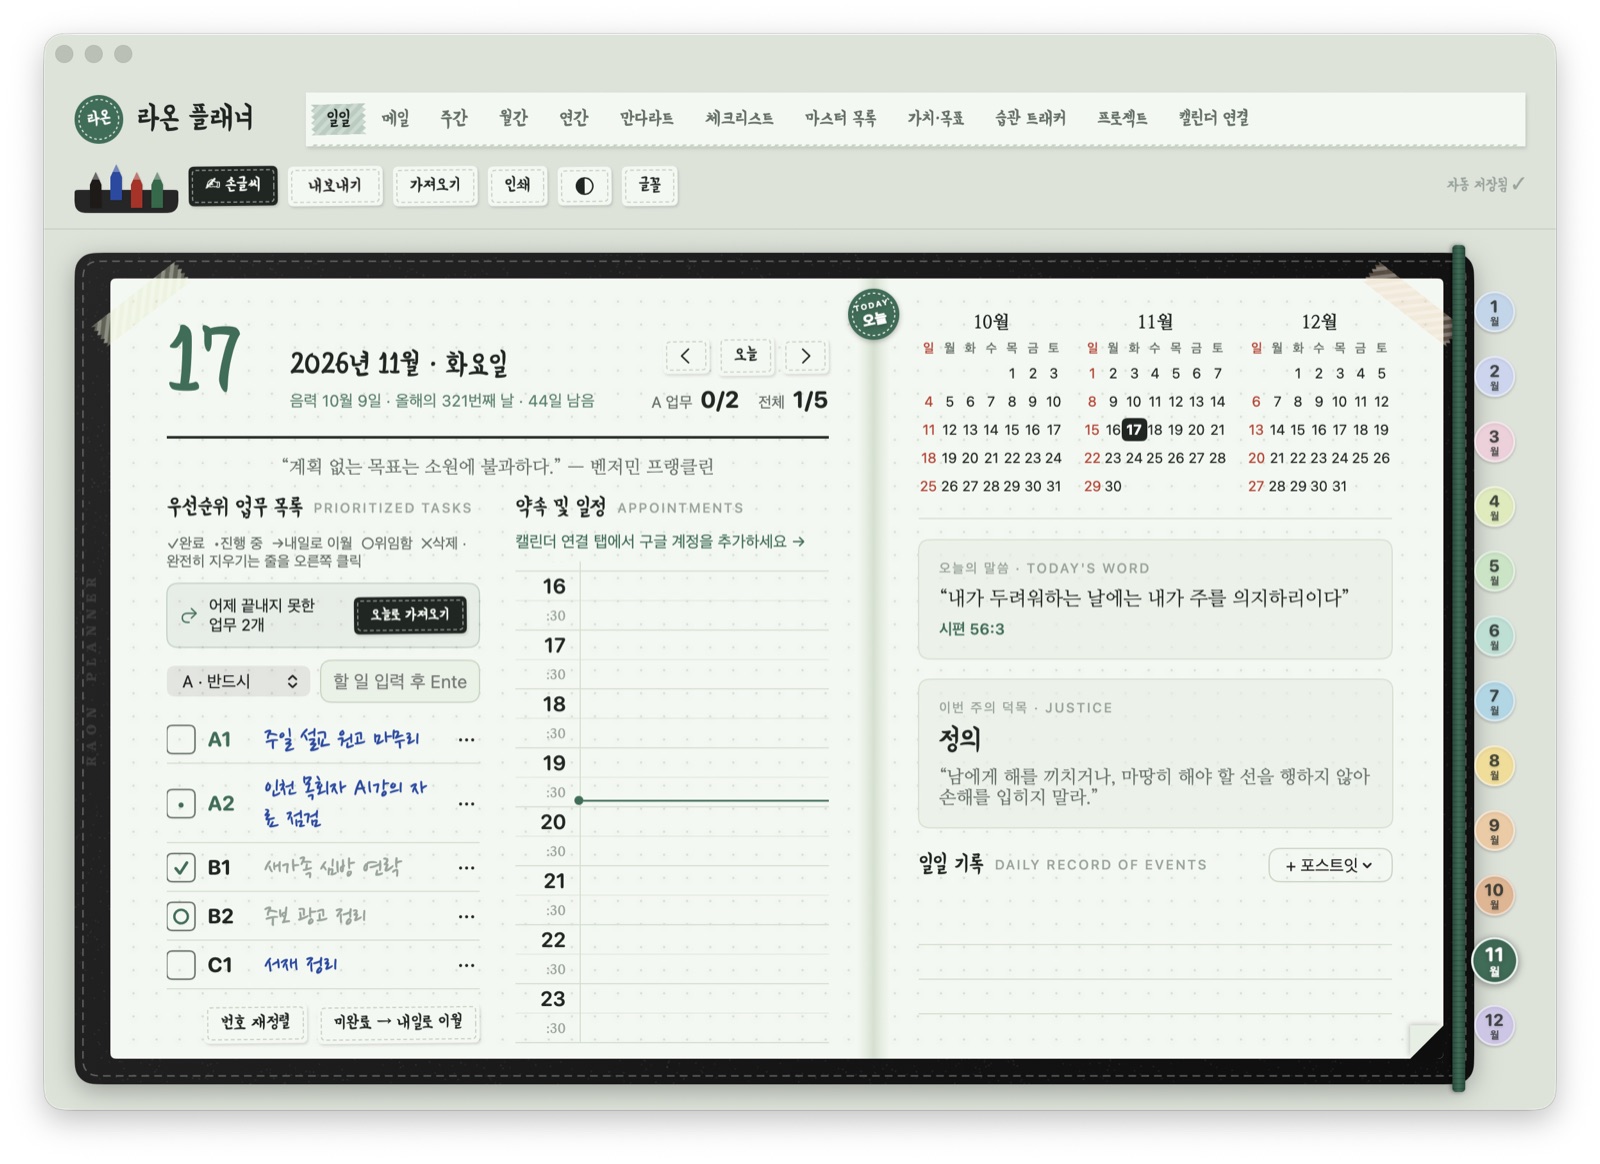 라온 라온 플래너
일일 메일 주간 월간 연간 만다라트 체크리스트 마스터 목록 가치·목표 습관 트래커 프로젝트 캘린더 연결
✍ 손글씨 내보내기 가져오기 인쇄 글꼴
자동 저장됨 ✓
RAON PLANNER
17
2026년 11월 · 화요일
< 오늘 >
음력 10월 9일 · 올해의 321번째 날 · 44일 남음
A 업무 0/2 전체 1/5
“계획 없는 목표는 소원에 불과하다.” — 벤저민 프랭클린
우선순위 업무 목록 PRIORITIZED TASKS
✓완료 •진행 중 →내일로 이월 ○위임함 ✕삭제 ·
완전히 지우기는 줄을 오른쪽 클릭
어제 끝내지 못한
업무 2개
오늘로 가져오기
A · 반드시
할 일 입력 후 Ente
A1 주일 설교 원고 마무리 ···
A2 인천 목회자 AI강의 자
료 점검 ···
B1 새가족 심방 연락 ···
B2 주보 광고 정리 ···
C1 서재 정리 ···
번호 재정렬 미완료 → 내일로 이월
약속 및 일정 APPOINTMENTS
캘린더 연결 탭에서 구글 계정을 추가하세요 →
16
:30
17
:30
18
:30
19
:30
20
:30
21
:30
22
:30
23
:30
TODAY
오늘
10월
일 월 화 수 목 금 토
1 2 3
4 5 6 7 8 9 10
11 12 13 14 15 16 17
18 19 20 21 22 23 24
25 26 27 28 29 30 31
11월
일 월 화 수 목 금 토
1 2 3 4 5 6 7
8 9 10 11 12 13 14
15 16 17 18 19 20 21
22 23 24 25 26 27 28
29 30
12월
일 월 화 수 목 금 토
1 2 3 4 5
6 7 8 9 10 11 12
13 14 15 16 17 18 19
20 21 22 23 24 25 26
27 28 29 30 31
오늘의 말씀 · TODAY'S WORD
“내가 두려워하는 날에는 내가 주를 의지하리이다”
시편 56:3
이번 주의 덕목 · JUSTICE
정의
“남에게 해를 끼치거나, 마땅히 해야 할 선을 행하지 않아
손해를 입히지 말라.”
일일 기록 DAILY RECORD OF EVENTS
+ 포스트잇
1
월
2
월
3
월
4
월
5
월
6
월
7
월
8
월
9
월
10
월
11
월
12
월